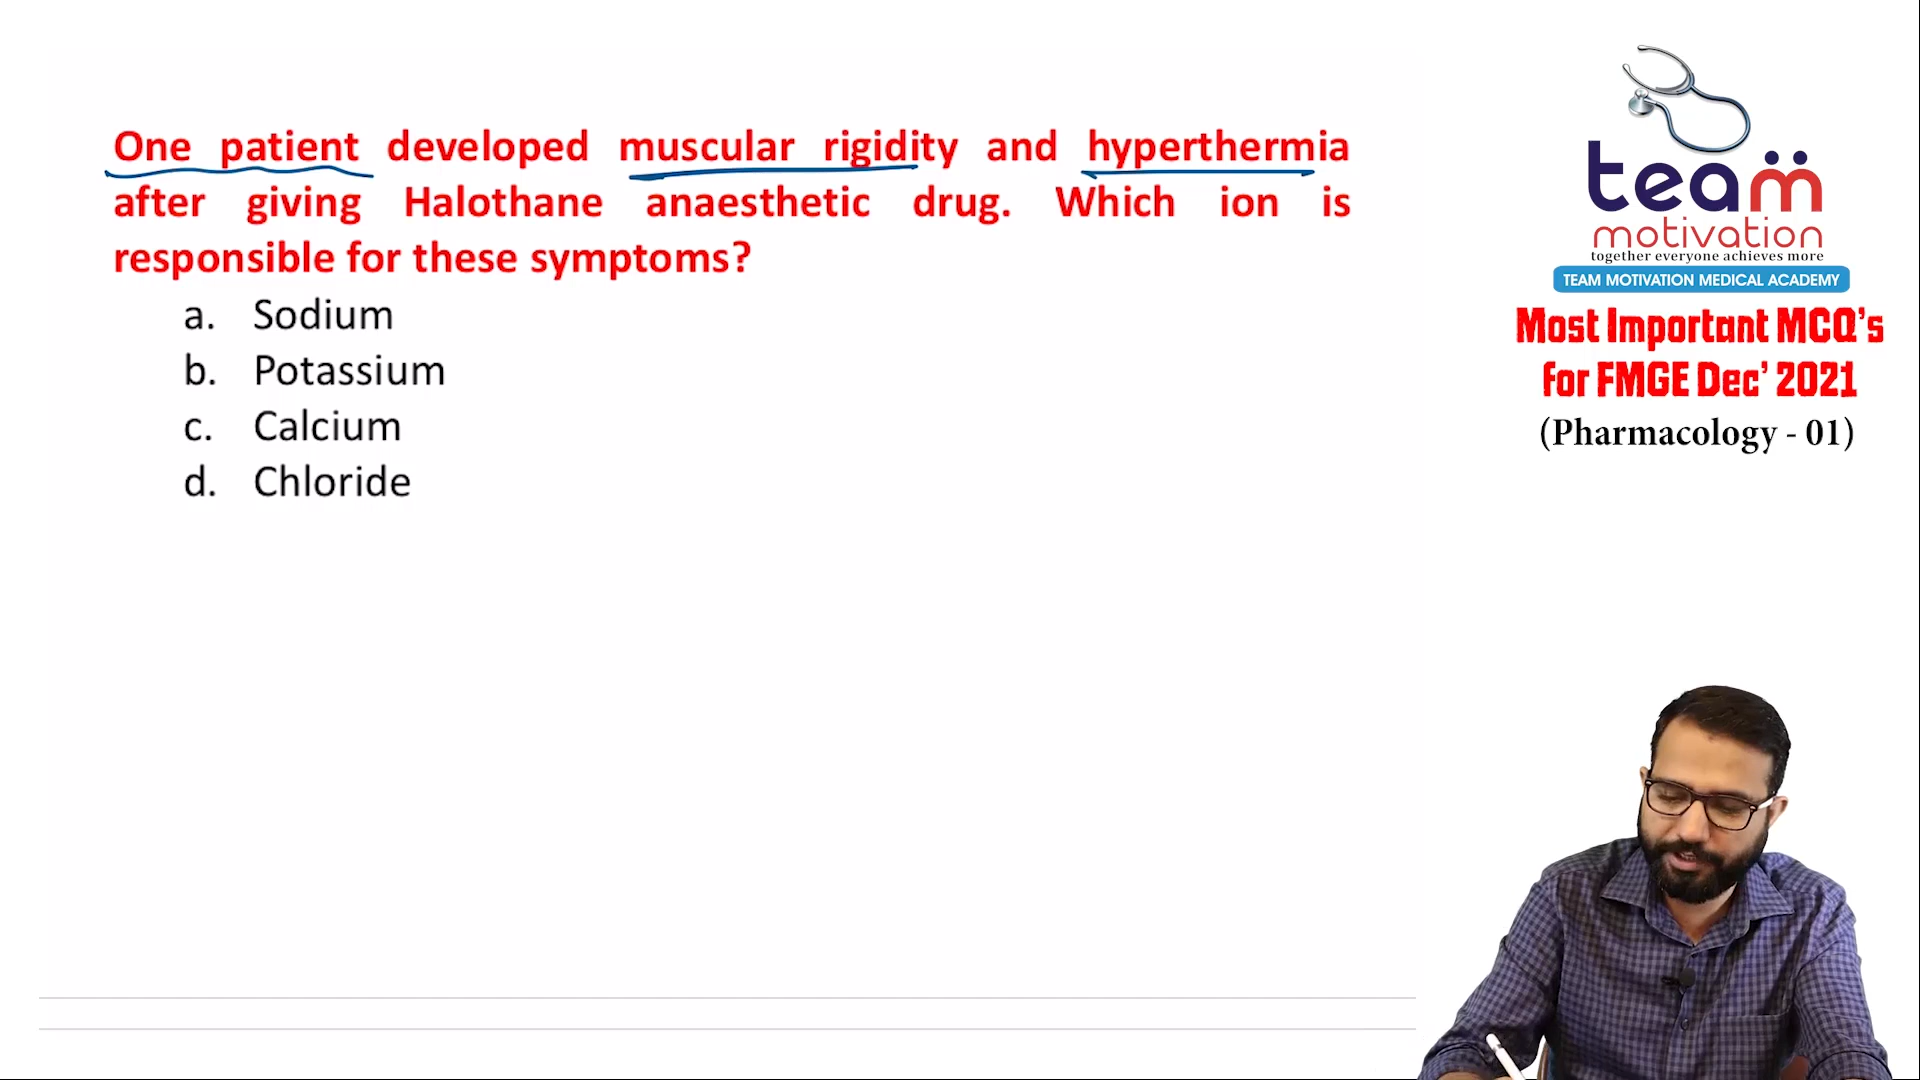 One patient developed muscular rigidity and hyperthermia
after giving Halothane anaesthetic drug. Which ion is
responsible for these symptoms?
a. Sodium
b. Potassium
c. Calcium
d. Chloride
team
motivation
together everyone achieves more
TEAM MOTIVATION MEDICAL ACADEMY
Most Important MCQ's
for FMGE Dec' 2021
(Pharmacology - 01)